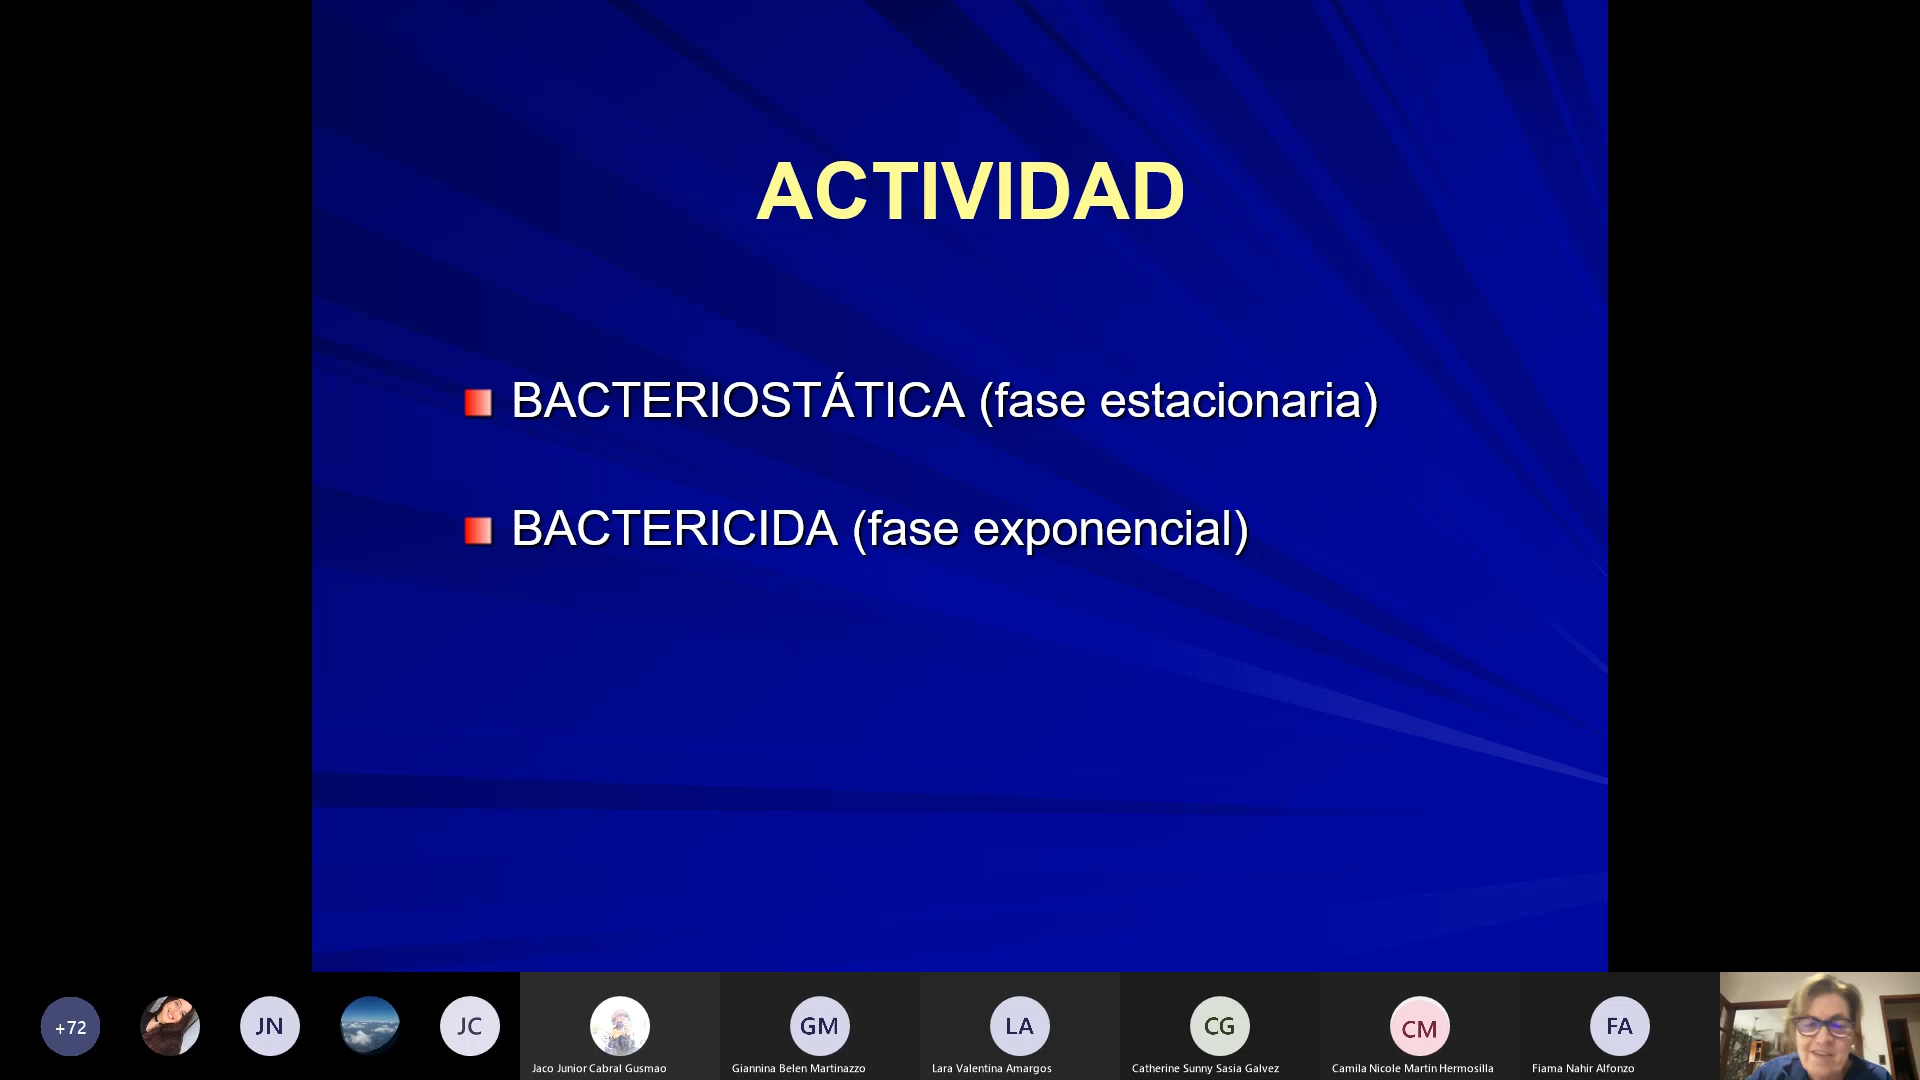 ACTIVIDAD
BACTERIOSTÁTICA (fase estacionaria)
BACTERICIDA (fase exponencial)
+72
JN
JC
GM
LA
CG
CM
FA
Jaco Junior Cabral Gusmao
Giannina Belen Martinazzo
Lara Valentina Amargos
Catherine Sunny Sasia Galvez
Camila Nicole Martin Hermosilla
Fiama Nahir Alfonzo